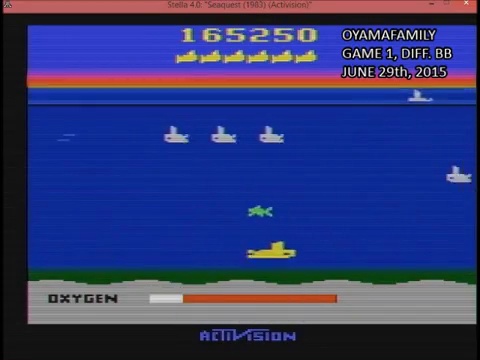 Stella 4.0: "Seaquest (1983) (Activision)"
165250
OYAMAFAMILY
GAME 1, DIFF. BB
JUNE 29th, 2015
OXYGEN
ACTIVISION